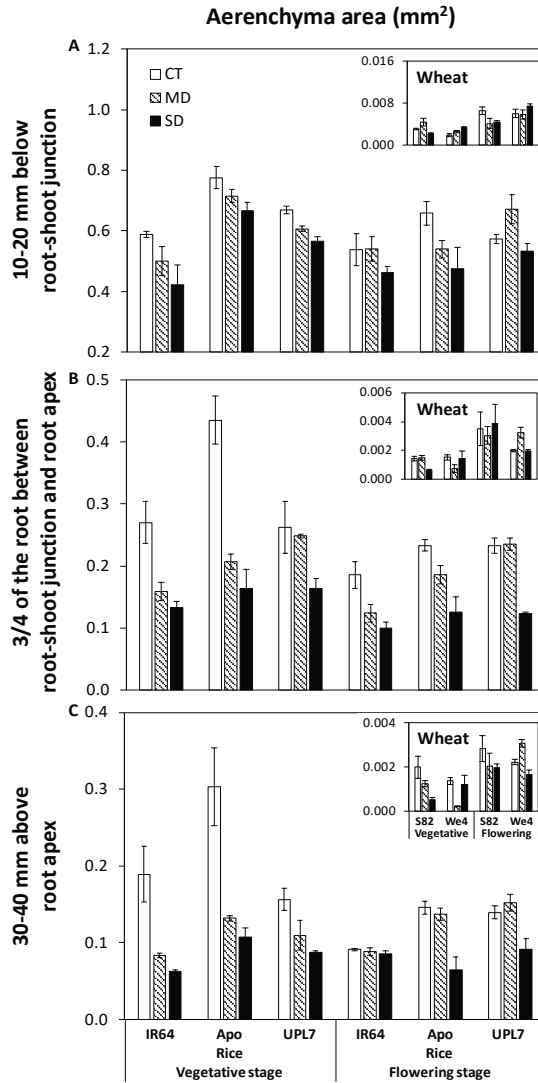 Aerenchyma area (mm²)
A
10-20 mm below
root-shoot junction
1.2
1.0
0.8
0.6
0.4
0.2
CT
MD
SD
Wheat
0.016
0.008
0.000
B
3/4 of the root between
root-shoot junction and root apex
0.5
0.4
0.3
0.2
0.1
0.0
Wheat
0.006
0.004
0.002
0.000
C
30-40 mm above
root apex
0.4
0.3
0.2
0.1
0.0
Wheat
0.004
0.002
0.000
S82 We4 S82 We4
Vegetative Flowering
IR64 Apo UPL7 IR64 Apo UPL7
Rice Rice
Vegetative stage Flowering stage